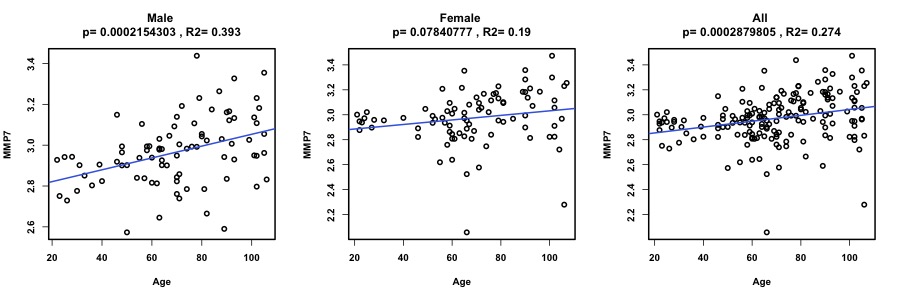 Male
p= 0.0002154303 , R2= 0.393
MMP7
3.4
3.2
3.0
2.8
2.6
20 40 60 80 100
Age
Female
p= 0.07840777 , R2= 0.19
MMP7
3.4
3.2
3.0
2.8
2.6
2.4
2.2
20 40 60 80 100
Age
All
p= 0.0002879805 , R2= 0.274
MMP7
3.4
3.2
3.0
2.8
2.6
2.4
2.2
20 40 60 80 100
Age